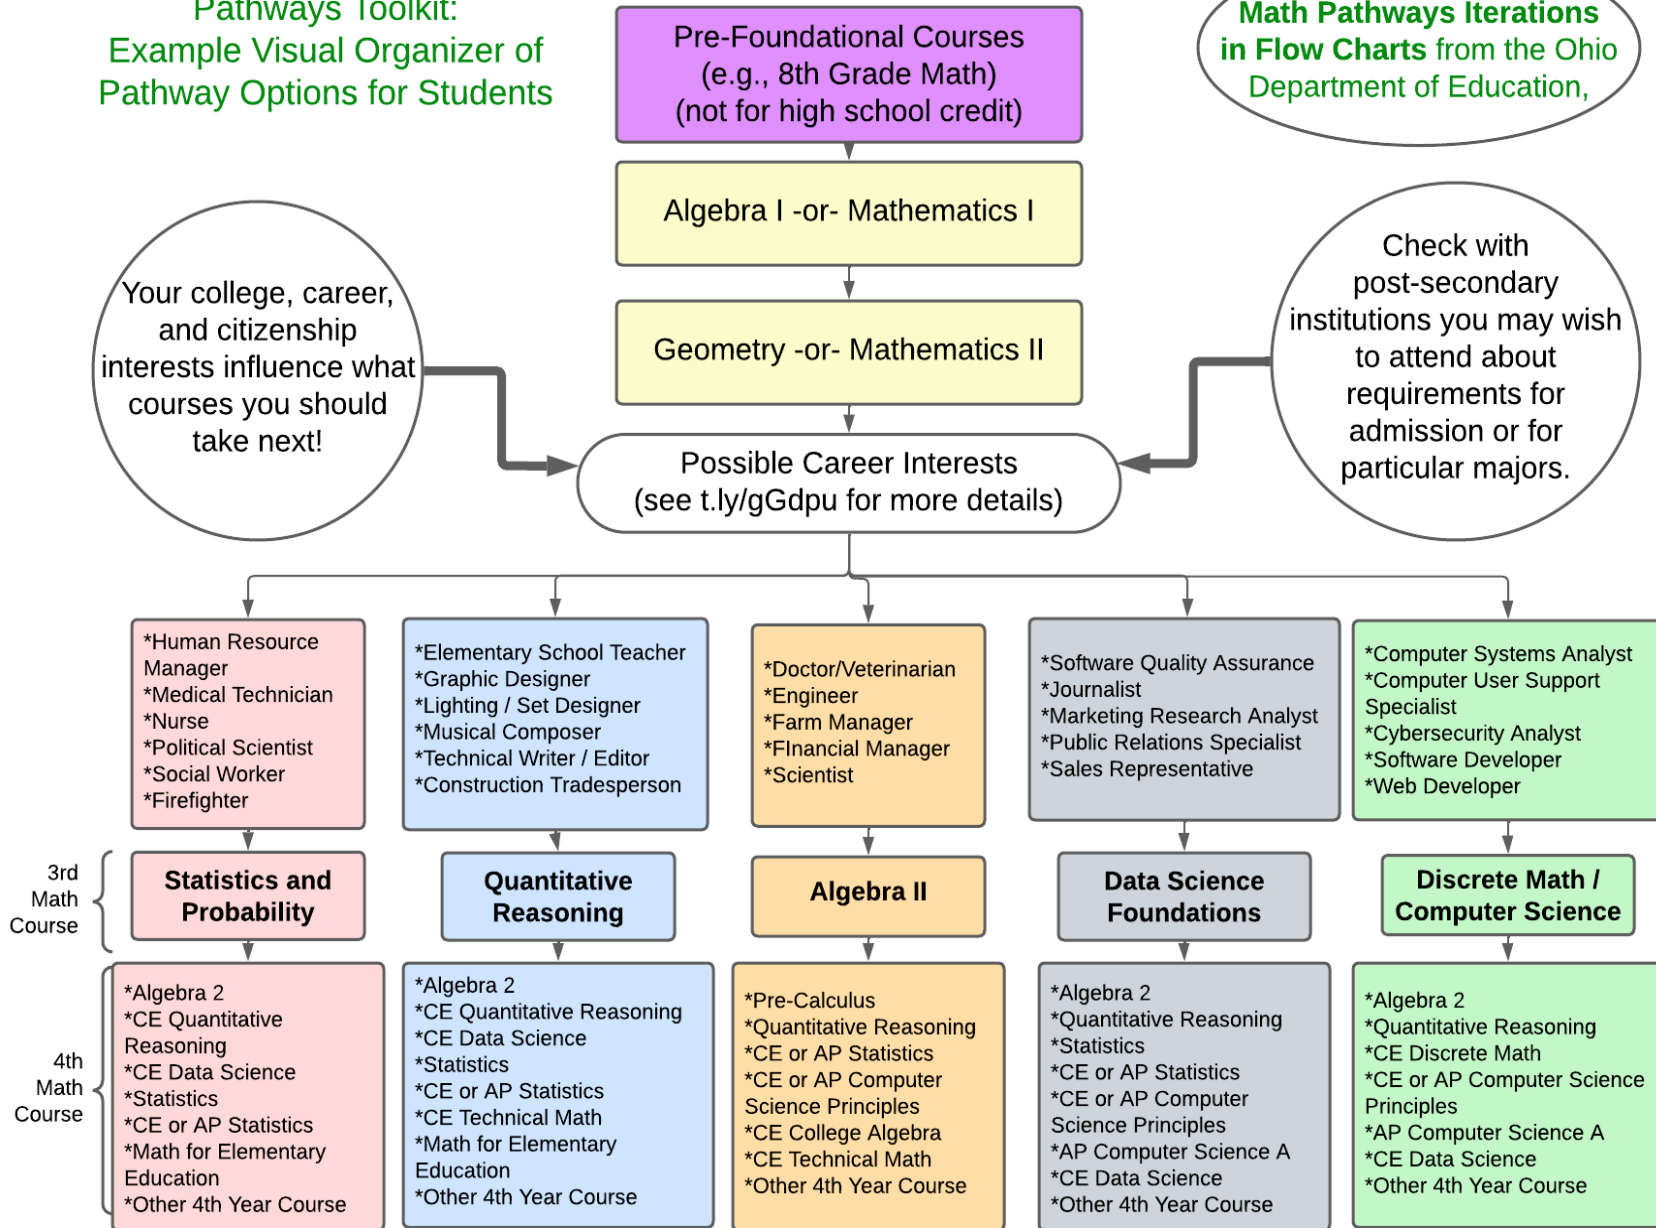 Pathways Toolkit:
Example Visual Organizer of
Pathway Options for Students
Pre-Foundational Courses
(e.g., 8th Grade Math)
(not for high school credit)
Math Pathways Iterations
in Flow Charts from the Ohio
Department of Education,
Algebra I -or- Mathematics I
Geometry -or- Mathematics II
Your college, career,
and citizenship
interests influence what
courses you should
take next!
Check with
post-secondary
institutions you may wish
to attend about
requirements for
admission or for
particular majors.
Possible Career Interests
(see t.ly/gGdpu for more details)
*Human Resource
Manager
*Medical Technician
*Nurse
*Political Scientist
*Social Worker
*Firefighter
*Elementary School Teacher
*Graphic Designer
*Lighting / Set Designer
*Musical Composer
*Technical Writer / Editor
*Construction Tradesperson
*Doctor/Veterinarian
*Engineer
*Farm Manager
*FInancial Manager
*Scientist
*Software Quality Assurance
*Journalist
*Marketing Research Analyst
*Public Relations Specialist
*Sales Representative
*Computer Systems Analyst
*Computer User Support
Specialist
*Cybersecurity Analyst
*Software Developer
*Web Developer
3rd
Math
Course
Statistics and
Probability
Quantitative
Reasoning
Algebra II
Data Science
Foundations
Discrete Math /
Computer Science
4th
Math
Course
*Algebra 2
*CE Quantitative
Reasoning
*CE Data Science
*Statistics
*CE or AP Statistics
*Math for Elementary
Education
*Other 4th Year Course
*Algebra 2
*CE Quantitative Reasoning
*CE Data Science
*Statistics
*CE or AP Statistics
*CE Technical Math
*Math for Elementary
Education
*Other 4th Year Course
*Pre-Calculus
*Quantitative Reasoning
*CE or AP Statistics
*CE or AP Computer
Science Principles
*CE College Algebra
*CE Technical Math
*Other 4th Year Course
*Algebra 2
*Quantitative Reasoning
*Statistics
*CE or AP Statistics
*CE or AP Computer
Science Principles
*AP Computer Science A
*CE Data Science
*Other 4th Year Course
*Algebra 2
*Quantitative Reasoning
*CE Discrete Math
*CE or AP Computer Science
Principles
*AP Computer Science A
*CE Data Science
*Other 4th Year Course